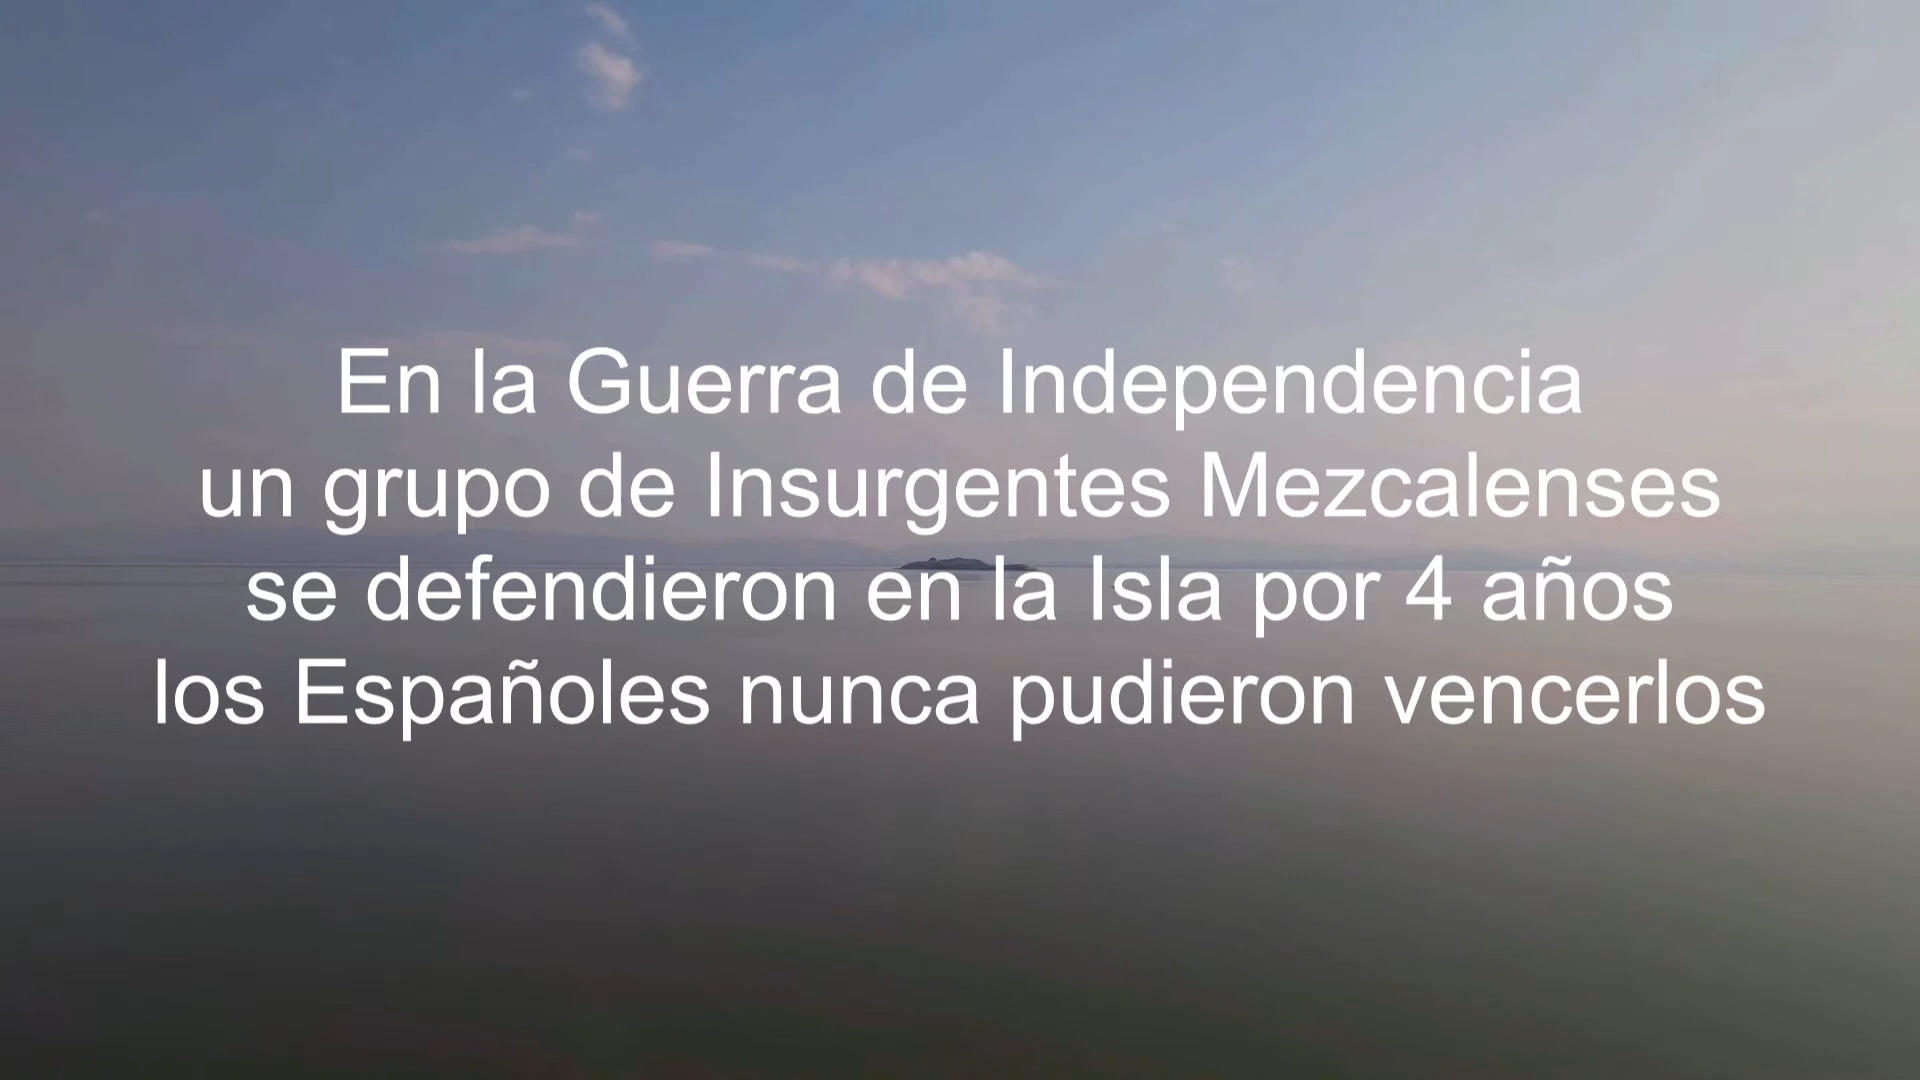 En la Guerra de Independencia
un grupo de Insurgentes Mezcalenses
se defendieron en la Isla por 4 años
los Españoles nunca pudieron vencerlos